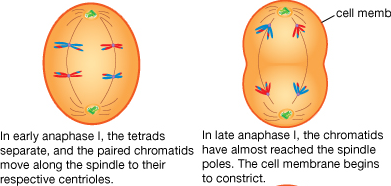 cell memb
In early anaphase I, the tetrads
separate, and the paired chromatids
move along the spindle to their
respective centrioles.
In late anaphase I, the chromatids
have almost reached the spindle
poles. The cell membrane begins
to constrict.